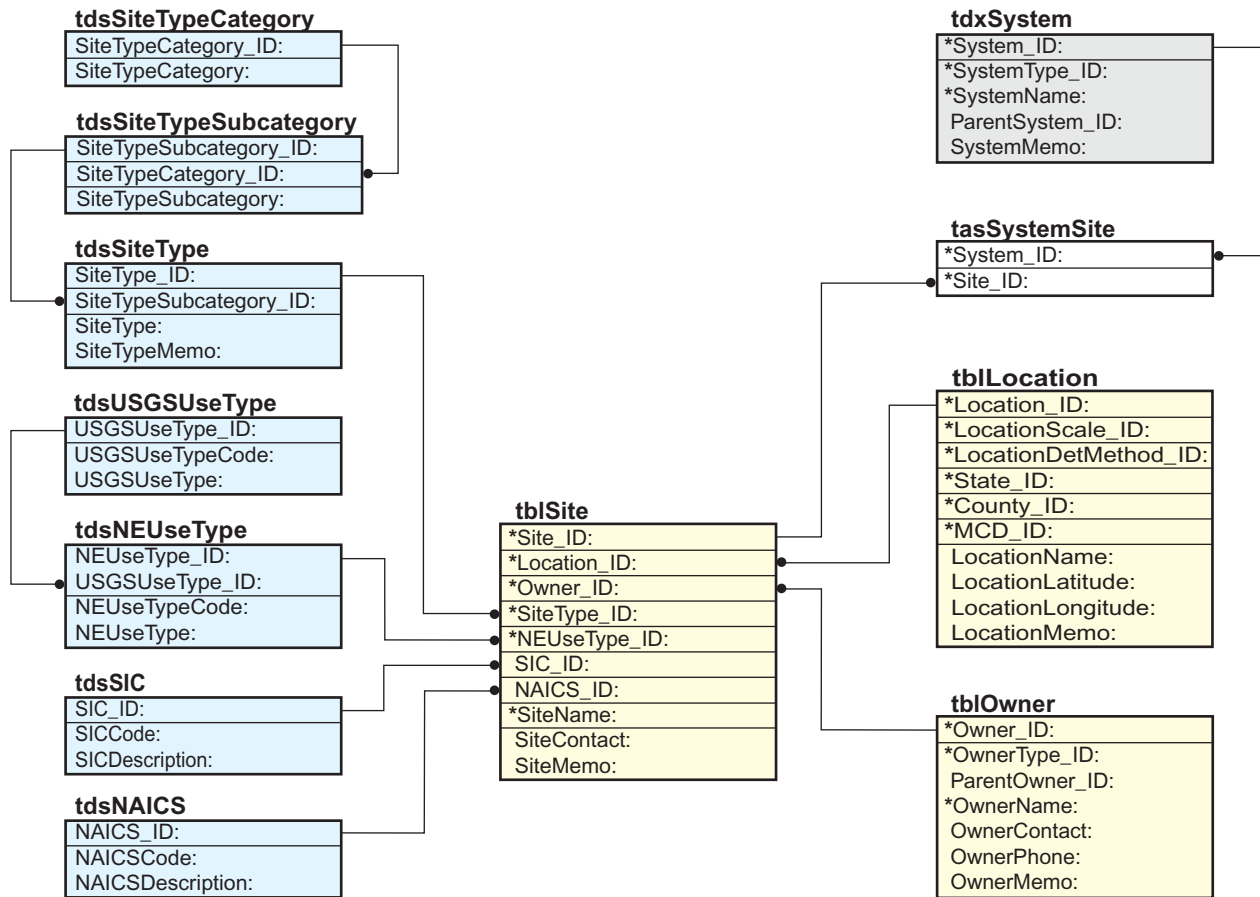 tdsSiteTypeCategory
SiteTypeCategory_ID:
SiteTypeCategory:
tdsSiteTypeSubcategory
SiteTypeSubcategory_ID:
SiteTypeCategory_ID:
SiteTypeSubcategory:
tdsSiteType
SiteType_ID:
SiteTypeSubcategory_ID:
SiteType:
SiteTypeMemo:
tdsUSGSUseType
USGSUseType_ID:
USGSUseTypeCode:
USGSUseType:
tdsNEUseType
NEUseType_ID:
USGSUseType_ID:
NEUseTypeCode:
NEUseType:
tdsSIC
SIC_ID:
SICCode:
SICDescription:
tdsNAICS
NAICS_ID:
NAICSCode:
NAICSDescription:
tblSite
*Site_ID:
*Location_ID:
*Owner_ID:
*SiteType_ID:
*NEUseType_ID:
SIC_ID:
NAICS_ID:
*SiteName:
SiteContact:
SiteMemo:
tdxSystem
*System_ID:
*SystemType_ID:
*SystemName:
ParentSystem_ID:
SystemMemo:
tasSystemSite
*System_ID:
*Site_ID:
tblLocation
*Location_ID:
*LocationScale_ID:
*LocationDetMethod_ID:
*State_ID:
*County_ID:
*MCD_ID:
LocationName:
LocationLatitude:
LocationLongitude:
LocationMemo:
tblOwner
*Owner_ID:
*OwnerType_ID:
ParentOwner_ID:
*OwnerName:
OwnerContact:
OwnerPhone:
OwnerMemo: